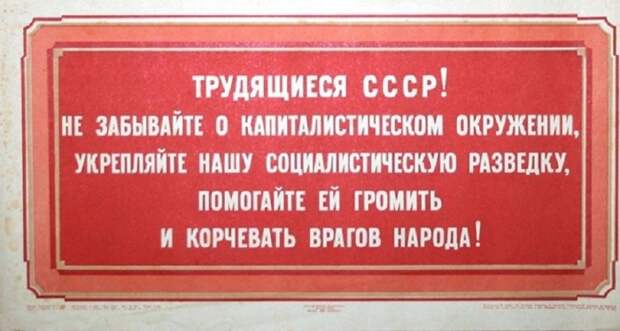 ТРУДЯЩИЕСЯ СССР!
НЕ ЗАБЫВАЙТЕ О КАПИТАЛИСТИЧЕСКОМ ОКРУЖЕНИИ,
УКРЕПЛЯЙТЕ НАШУ СОЦИАЛИСТИЧЕСКУЮ РАЗВЕДКУ,
ПОМОГАЙТЕ ЕЙ ГРОМИТЬ
И КОРЧЕВАТЬ ВРАГОВ НАРОДА!